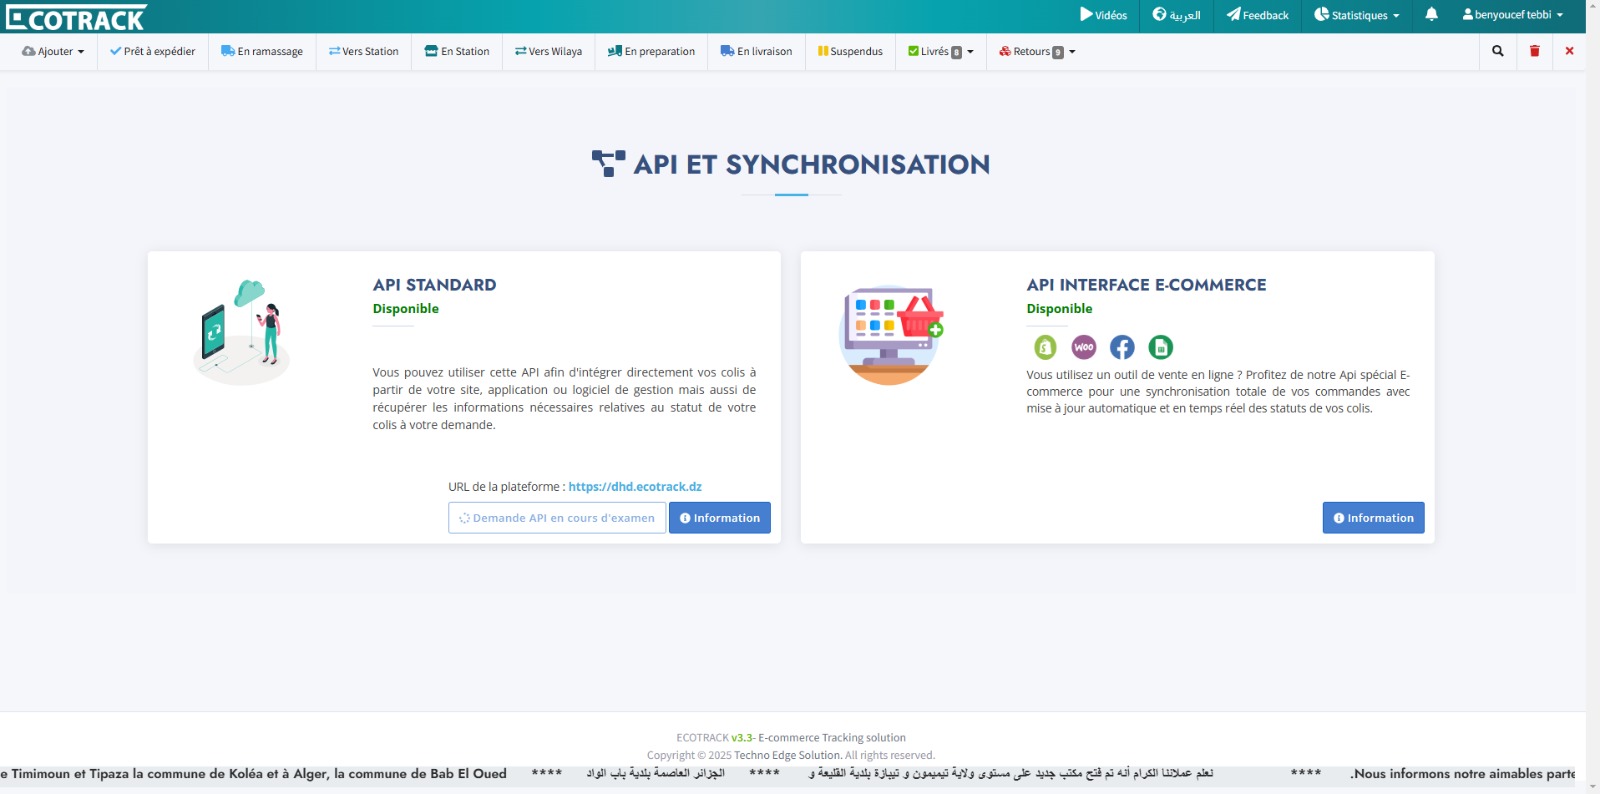 ECOTRACK
Vidéos
العربية
Feedback
Statistiques
benyoucef tebbi
Ajouter
Prêt à expédier
En ramassage
Vers Station
En Station
Vers Wilaya
En preparation
En livraison
Suspendus
Livrés 8
Retours 9
API ET SYNCHRONISATION
API STANDARD
Disponible
Vous pouvez utiliser cette API afin d'intégrer directement vos colis à
partir de votre site, application ou logiciel de gestion mais aussi de
récupérer les informations nécessaires relatives au statut de votre
colis à votre demande.
URL de la plateforme : https://dhd.ecotrack.dz
Demande API en cours d'examen
Information
API INTERFACE E-COMMERCE
Disponible
Woo
Vous utilisez un outil de vente en ligne ? Profitez de notre Api spécial E-
commerce pour une synchronisation totale de vos commandes avec
mise à jour automatique et en temps réel des statuts de vos colis.
Information
ECOTRACK v3.3- E-commerce Tracking solution
Copyright © 2025 Techno Edge Solution. All rights reserved.
e Timimoun et Tipaza la commune de Koléa et à Alger, la commune de Bab El Oued **** الجزائر العاصمة بلدية باب الواد **** نعلم عملائنا الكرام أنه تم فتح مكتب جديد على مستوى ولاية تيميمون و تيبازة بلدية القليعة و **** .Nous informons notre aimables parte